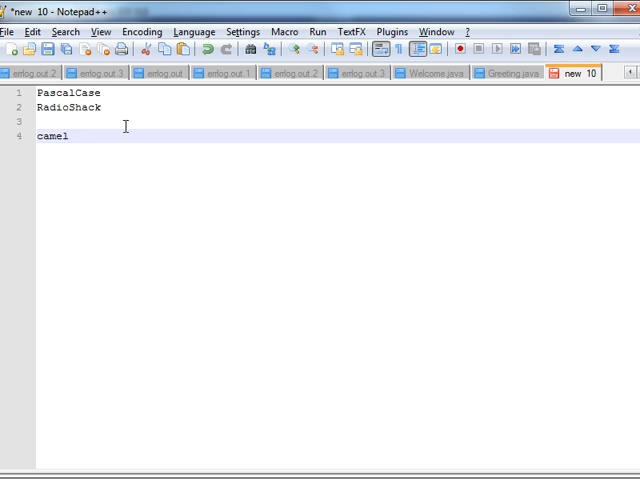 *new 10 - Notepad++
File Edit Search View Encoding Language Settings Macro Run TextFX Plugins Window ?
errlog.out.2 errlog.out.3 errlog.out errlog.out.1 errlog.out.2 errlog.out.3 Welcome.java Greeting.java new 10
1 PascalCase
2 RadioShack
3
4 camel